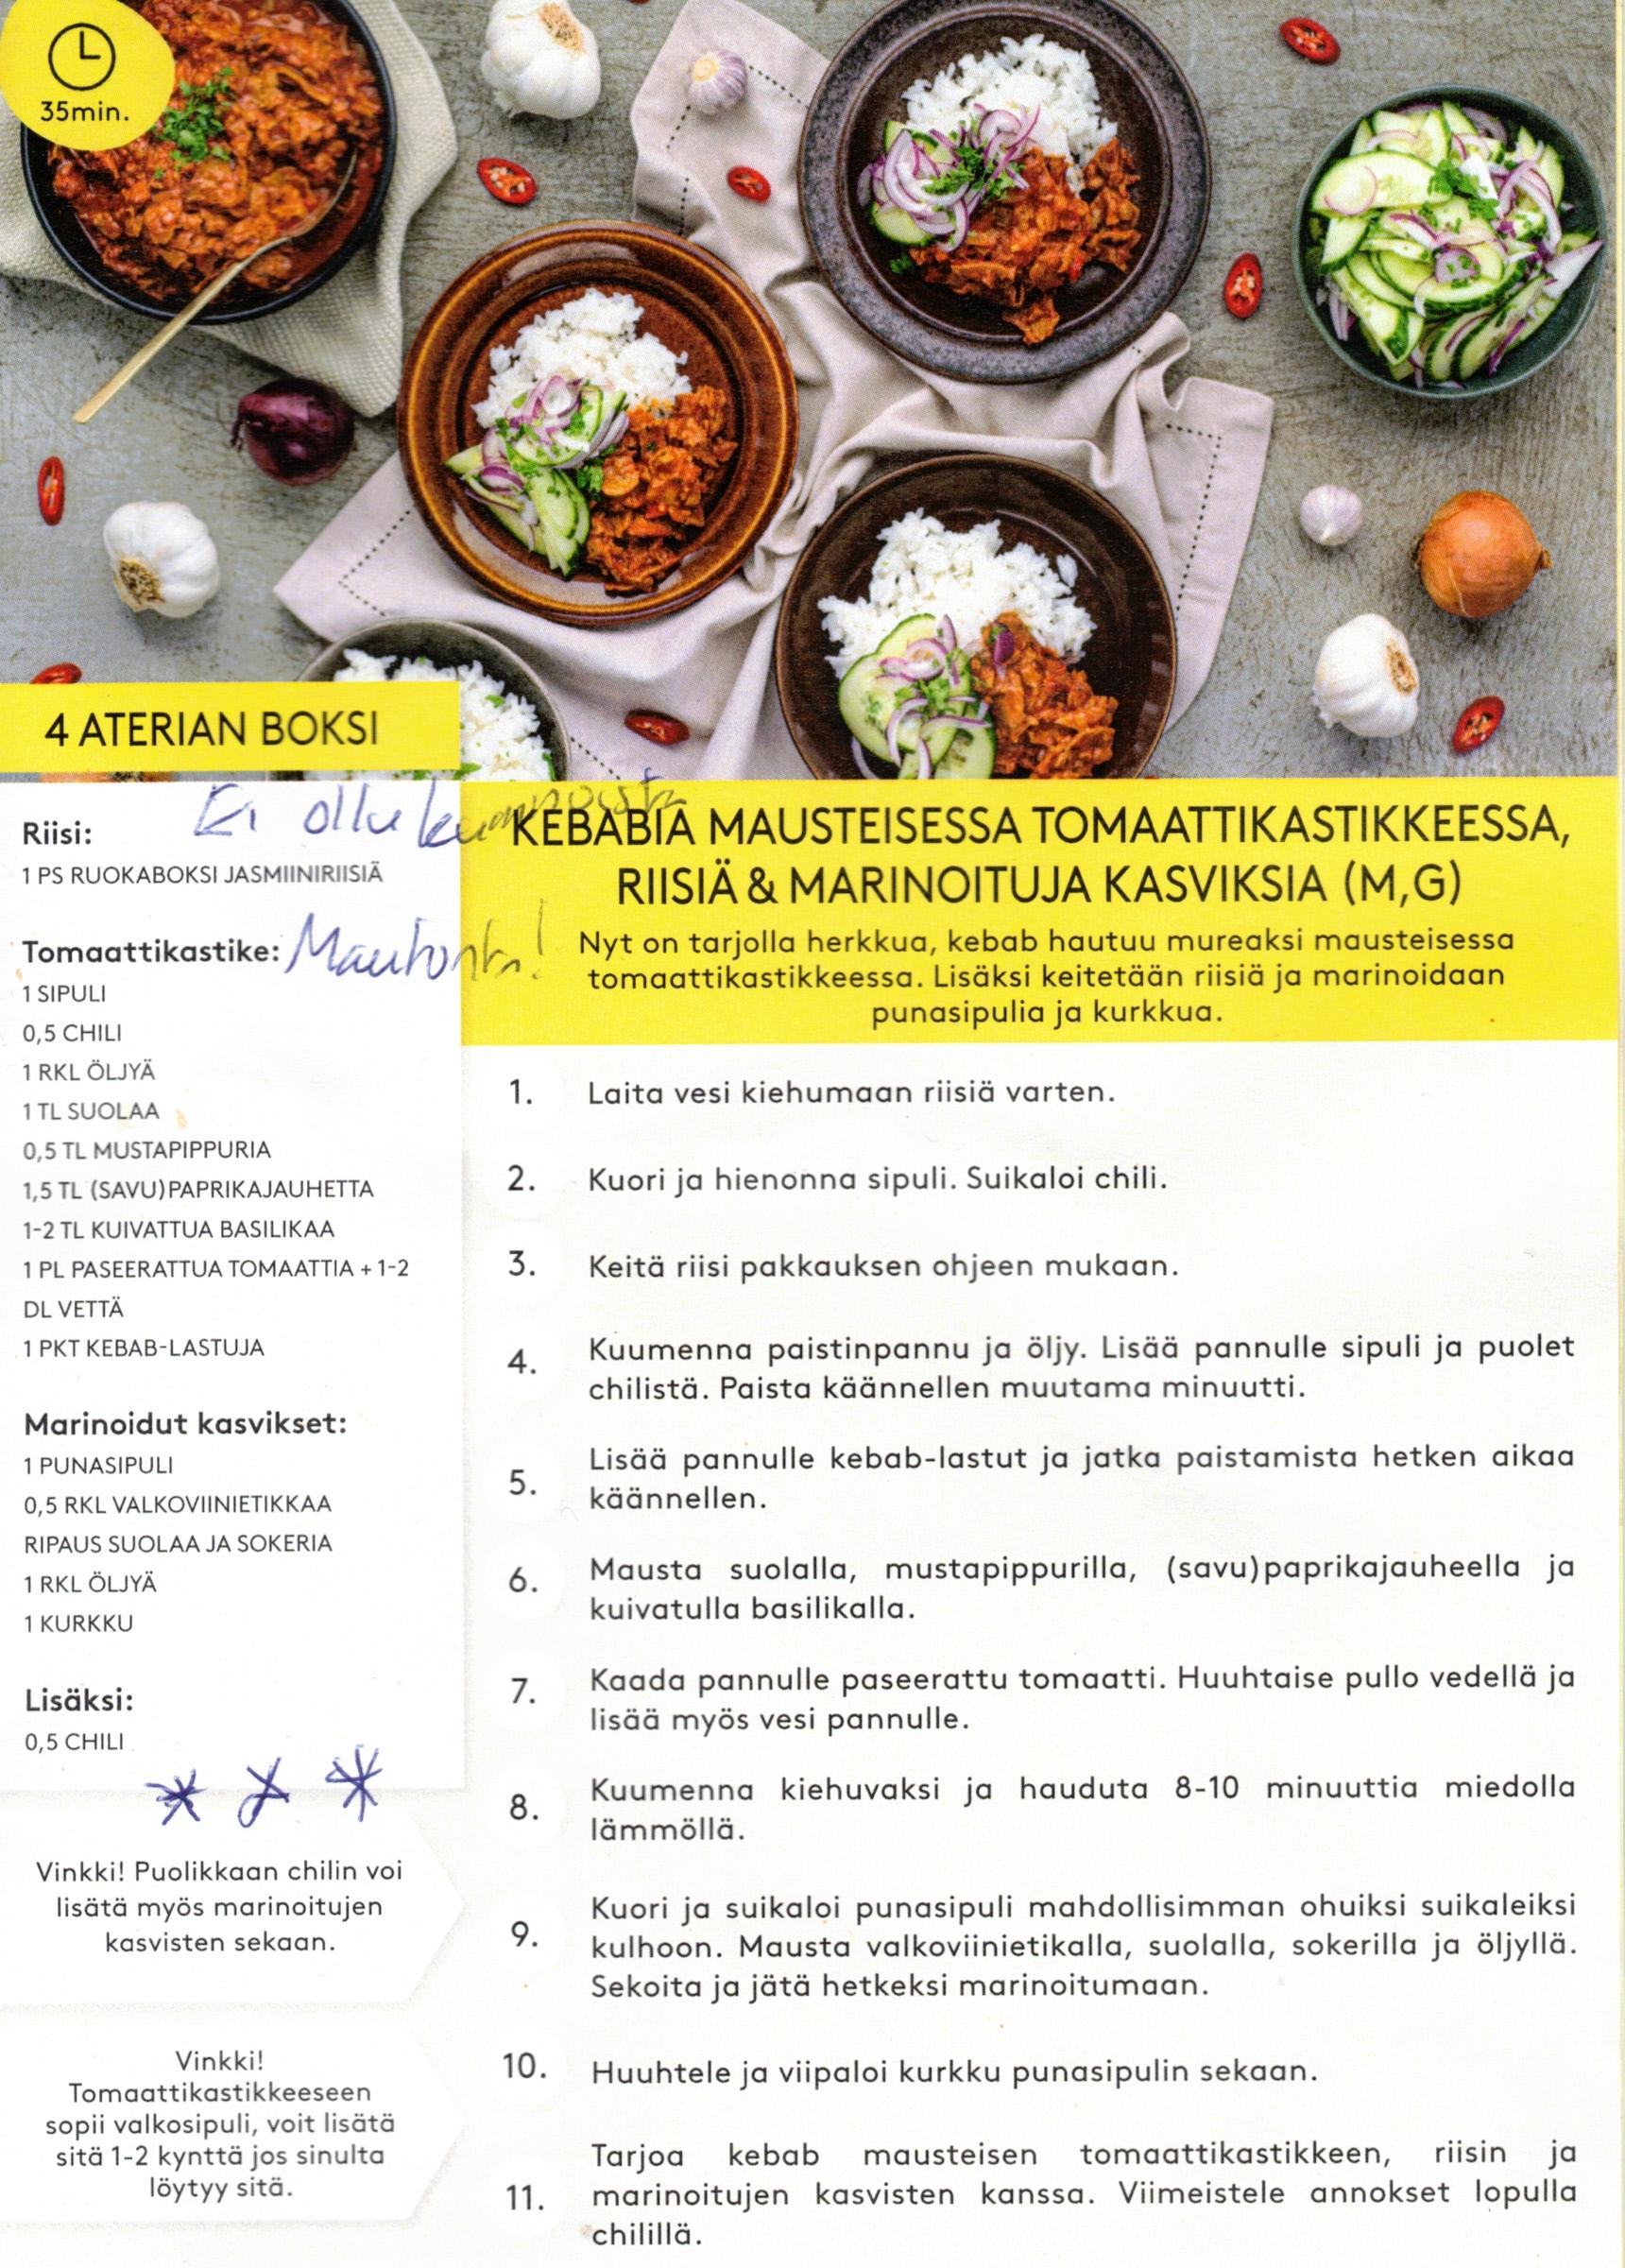 35min.
4 ATERIAN BOKSI
Ei ollu
Riisi:
1 PS RUOKABOKSI JASMIINIRIISIÄ
Tomaattikastike:
1 SIPULI
0,5 CHILI
1 RKL ÖLJYÄ
1 TL SUOLAA
0,5 TL MUSTAPIPPURIA
1,5 TL (SAVU)PAPRIKAJAUHETTA
1-2 TL KUIVATTUA BASILIKAA
1 PL PASEERATTUA TOMAATTIA + 1-2
DL VETTÄ
1 PKT KEBAB-LASTUJA
Marinoidut kasvikset:
1 PUNASIPULI
0,5 RKL VALKOVIINIETIKKAA
RIPAUS SUOLAA JA SOKERIA
1 RKL ÖLJYÄ
1 KURKKU
Lisäksi:
0,5 CHILI
Vinkki! Puolikkaan chilin voi
lisätä myös marinoitujen
kasvisten sekaan.
Vinkki!
Tomaattikastikkeeseen
sopii valkosipuli, voit lisätä
sitä 1-2 kynttä jos sinulta
löytyy sitä.
KEBABIA MAUSTEISESSA TOMAATTIKASTIKKEESSA,
RIISIÄ & MARINOITUJA KASVIKSIA (M,G)
Nyt on tarjolla herkkua, kebab hautuu mureaksi mausteisessa
tomaattikastikkeessa. Lisäksi keitetään riisiä ja marinoidaan
punasipulia ja kurkkua.
1. Laita vesi kiehumaan riisiä varten.
2. Kuori ja hienonna sipuli. Suikaloi chili.
3. Keitä riisi pakkauksen ohjeen mukaan.
4. Kuumenna paistinpannu ja öljy. Lisää pannulle sipuli ja puolet
chilistä. Paista käännellen muutama minuutti.
5. Lisää pannulle kebab-lastut ja jatka paistamista hetken aikaa
käännellen.
6. Mausta suolalla, mustapippurilla, (savu)paprikajauheella ja
kuivatulla basilikalla.
7. Kaada pannulle paseerattu tomaatti. Huuhtaise pullo vedellä ja
lisää myös vesi pannulle.
8. Kuumenna kiehuvaksi ja hauduta 8-10 minuuttia miedolla
lämmöllä.
9. Kuori ja suikaloi punasipuli mahdollisimman ohuiksi suikaleiksi
kulhoon. Mausta valkoviinietikalla, suolalla, sokerilla ja öljyllä.
Sekoita ja jätä hetkeksi marinoitumaan.
10. Huuhtele ja viipaloi kurkku punasipulin sekaan.
11. Tarjoa kebab mausteisen tomaattikastikkeen, riisin ja
marinoitujen kasvisten kanssa. Viimeistele annokset lopulla
chilillä.